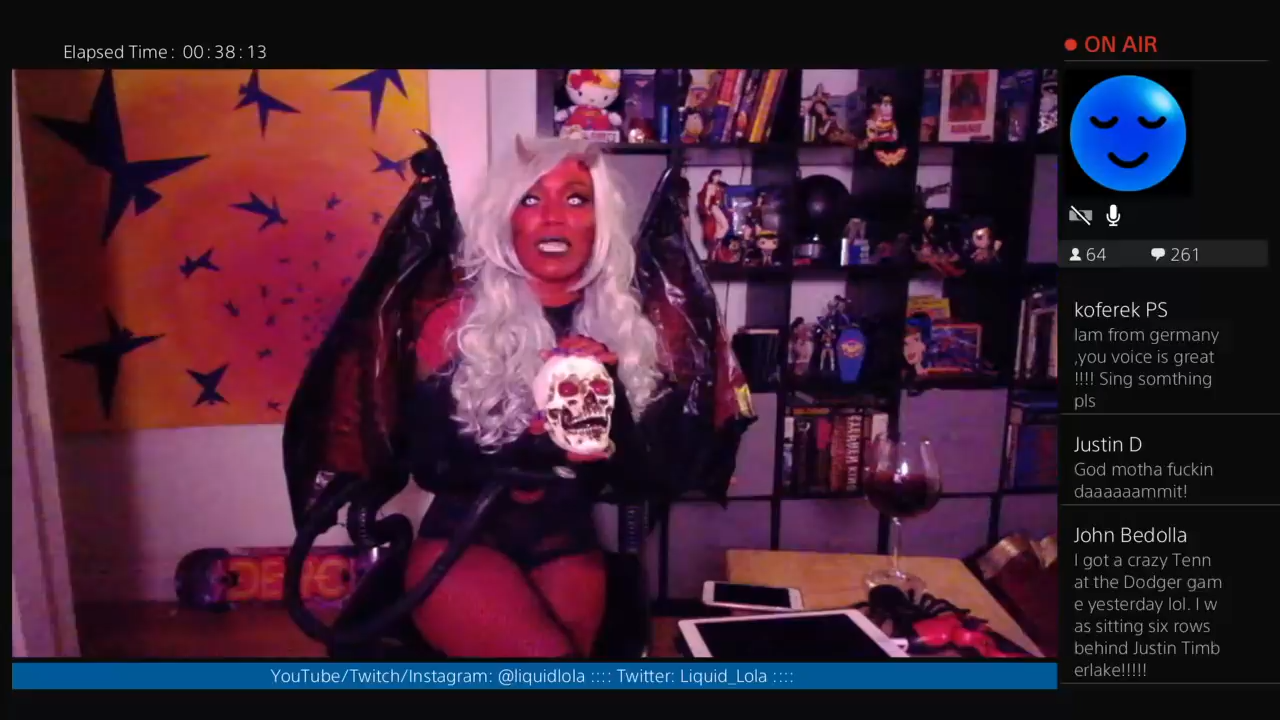 Elapsed Time: 00:38:13
ON AIR
64 261
koferek PS
Iam from germany
,you voice is great
!!!! Sing somthing
pls
Justin D
God motha fuckin
daaaaaammit!
John Bedolla
I got a crazy Tenn
at the Dodger gam
e yesterday lol. I w
as sitting six rows
behind Justin Timb
erlake!!!!!
DEVO
YouTube/Twitch/Instagram: @liquidlola :::: Twitter: Liquid_Lola ::::